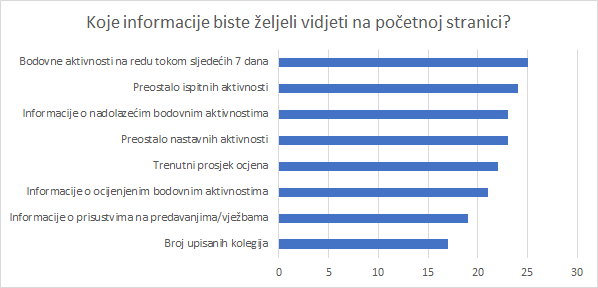 Koje informacije biste željeli vidjeti na početnoj stranici?
Bodovne aktivnosti na redu tokom sljedećih 7 dana
Preostalo ispitnih aktivnosti
Informacije o nadolazećim bodovnim aktivnostima
Preostalo nastavnih aktivnosti
Trenutni prosjek ocjena
Informacije o ocijenjenim bodovnim aktivnostima
Informacije o prisustvima na predavanjima/vježbama
Broj upisanih kolegija
0 5 10 15 20 25 30